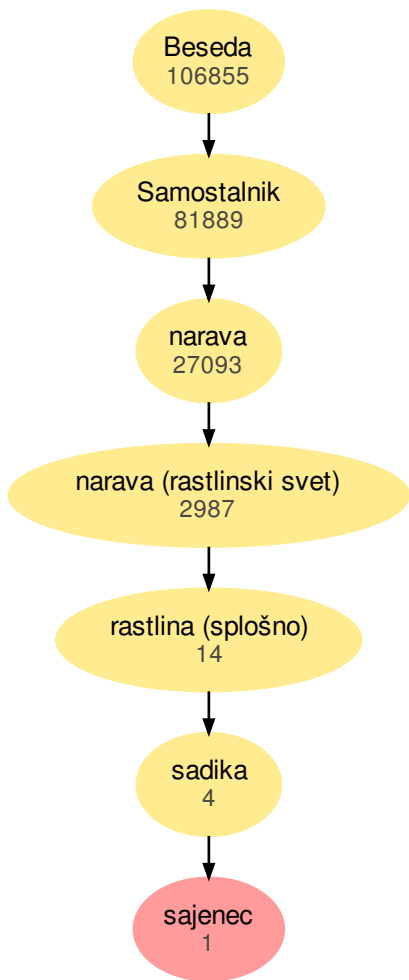 Beseda
106855
Samostalnik
81889
narava
27093
narava (rastlinski svet)
2987
rastlina (splošno)
14
sadika
4
sajenec
1